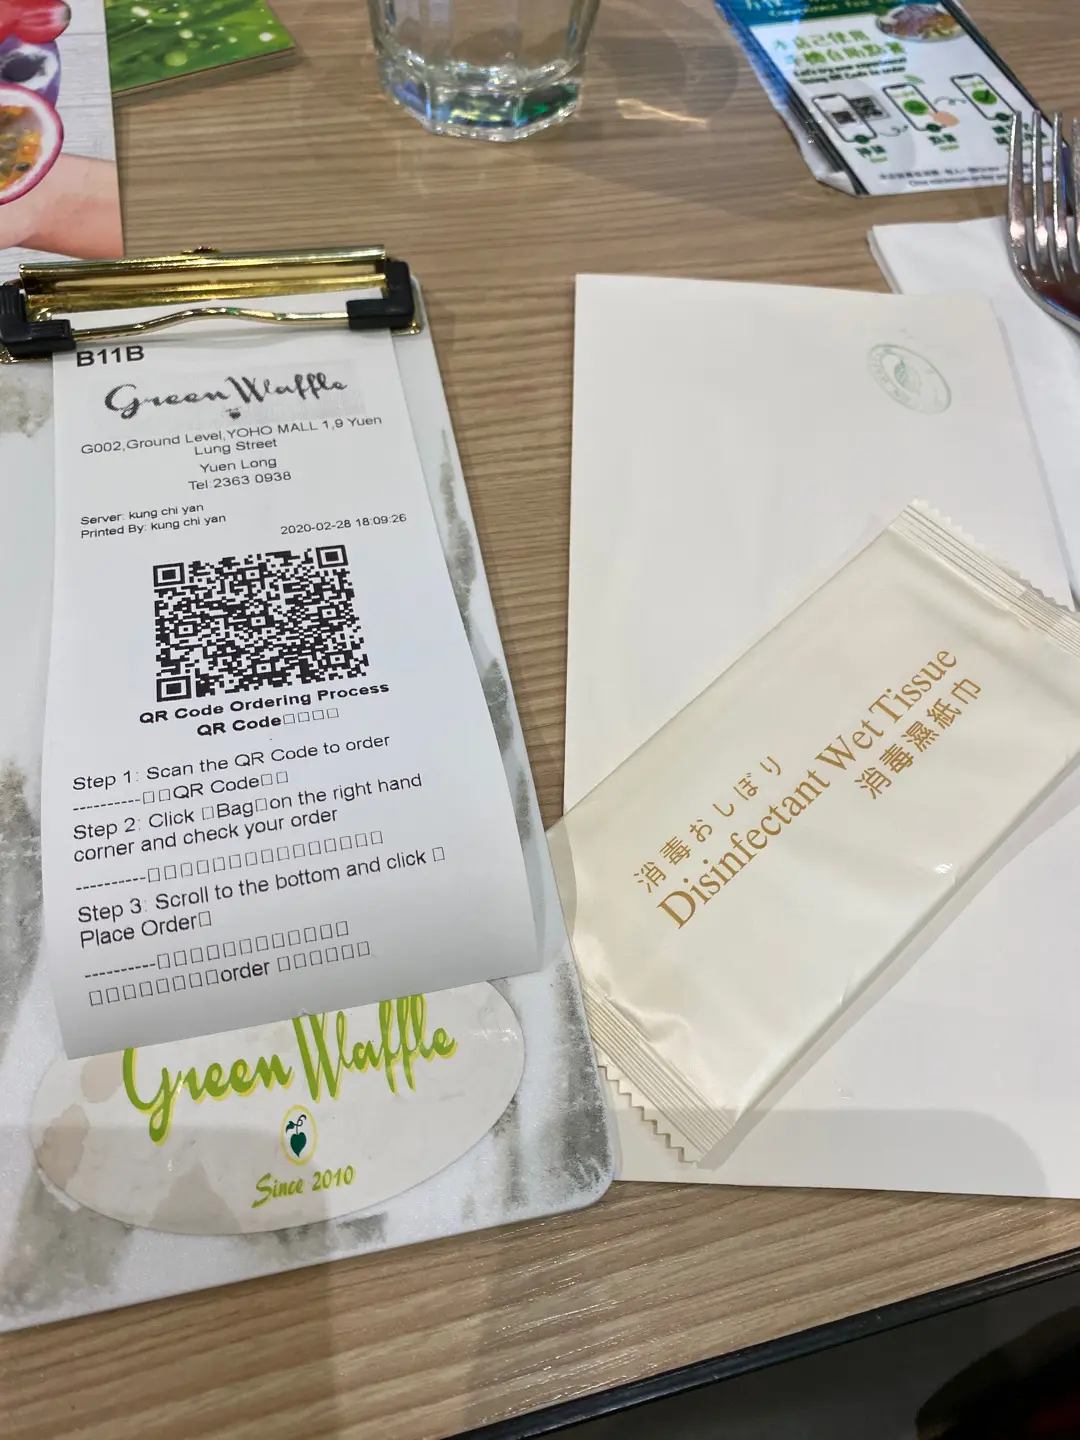 B11B
Green Waffle
G002,Ground Level,YOHO MALL 1,9 Yuen
Lung Street
Yuen Long
Tel:2363 0938
Server: kung chi yan
Printed By: kung chi yan
2020-02-28 18:09:26
QR Code Ordering Process
QR Code□□□□
Step 1: Scan the QR Code to order
----------□□QR Code□□
Step 2: Click □Bag□on the right hand
corner and check your order
----------□□□□□□□□□□□□□□□
Step 3: Scroll to the bottom and click □
Place Order□
----------□□□□□□□□□□□□
□□□□□□□□order □□□□□□
Green Waffle
Since 2010
消毒おしぼり
Disinfectant Wet Tissue
消毒濕紙巾